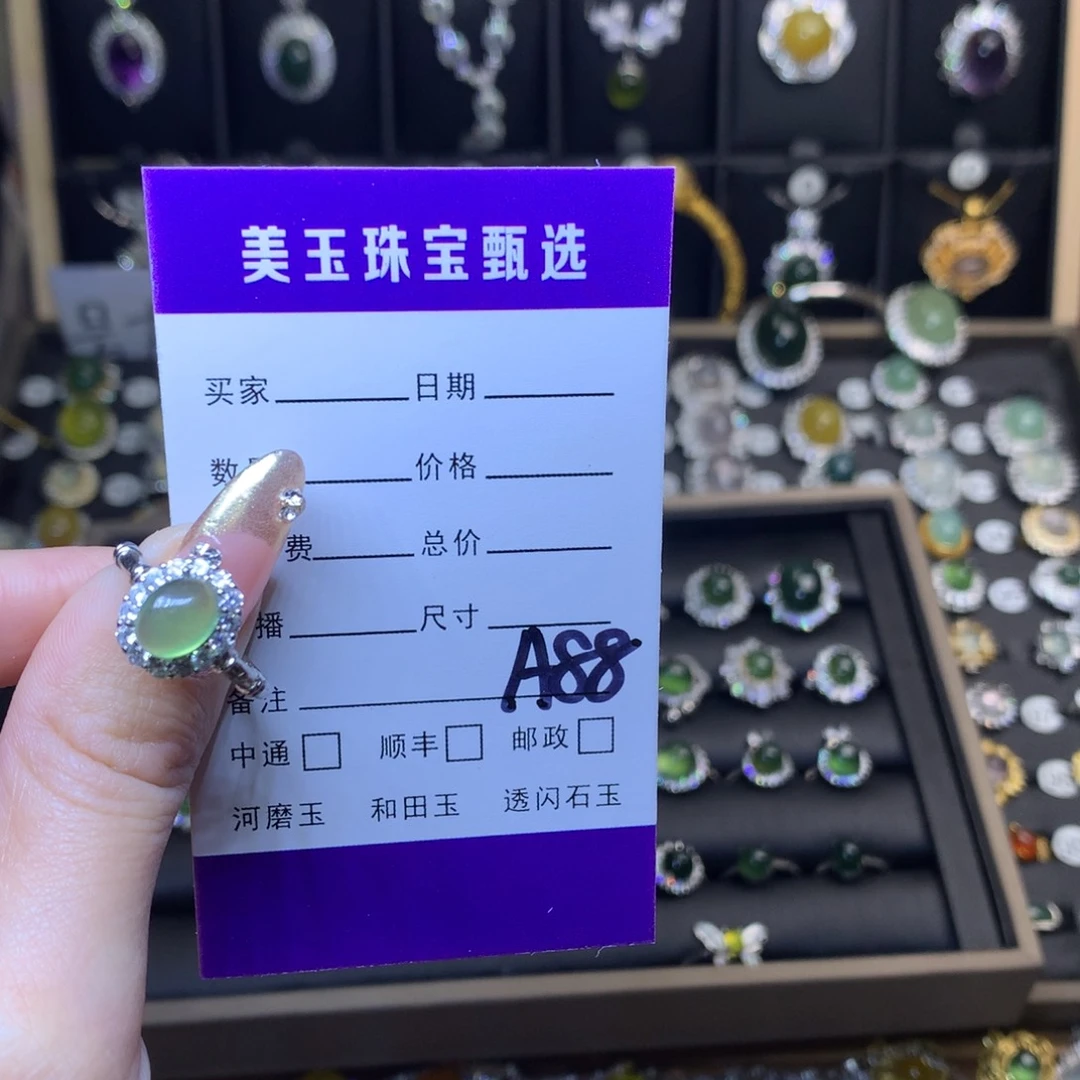 美玉珠宝甄选
买家 日期
数 价格
费 总价
播 尺寸
A88
备注
中通 顺丰 邮政
河磨玉 和田玉 透闪石玉